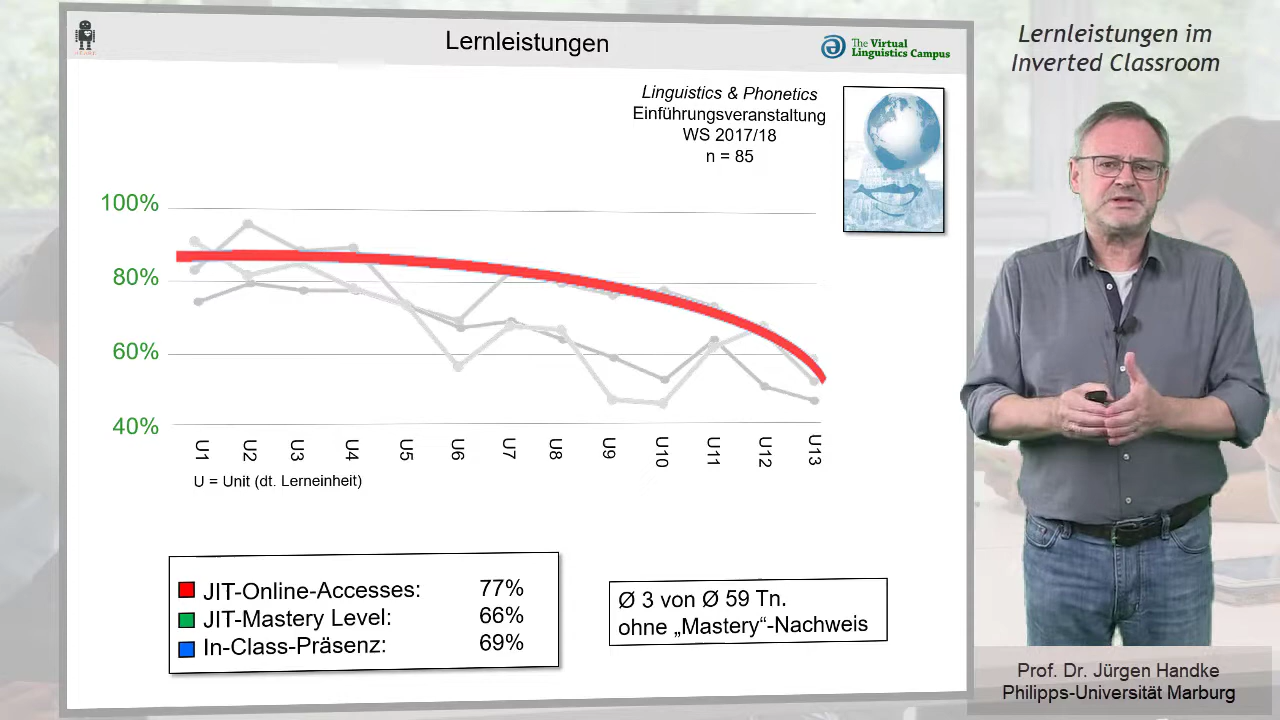 Lernleistungen
The Virtual
Linguistics Campus
Lernleistungen im
Inverted Classroom
Linguistics & Phonetics
Einführungsveranstaltung
WS 2017/18
n = 85
100%
80%
60%
40%
U1 U2 U3 U4 U5 U6 U7 U8 U9 U10 U11 U12 U13
U = Unit (dt. Lerneinheit)
JIT-Online-Accesses: 77%
JIT-Mastery Level: 66%
In-Class-Präsenz: 69%
Ø 3 von Ø 59 Tn.
ohne „Mastery“-Nachweis
Prof. Dr. Jürgen Handke
Philipps-Universität Marburg